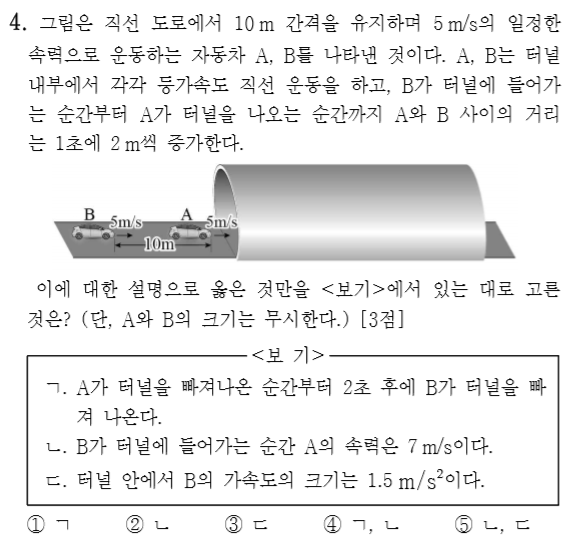 4. 그림은 직선 도로에서 10 m 간격을 유지하며 5 m/s의 일정한
속력으로 운동하는 자동차 A, B를 나타낸 것이다. A, B는 터널
내부에서 각각 등가속도 직선 운동을 하고, B가 터널에 들어가
는 순간부터 A가 터널을 나오는 순간까지 A와 B 사이의 거리
는 1초에 2 m씩 증가한다.
B 5m/s A 5m/s
10m
이에 대한 설명으로 옳은 것만을 <보기>에서 있는 대로 고른
것은? (단, A와 B의 크기는 무시한다.) [3점]
<보 기>
ㄱ. A가 터널을 빠져나온 순간부터 2초 후에 B가 터널을 빠
져 나온다.
ㄴ. B가 터널에 들어가는 순간 A의 속력은 7 m/s이다.
ㄷ. 터널 안에서 B의 가속도의 크기는 1.5 m/s²이다.
① ㄱ ② ㄴ ③ ㄷ ④ ㄱ, ㄴ ⑤ ㄴ, ㄷ